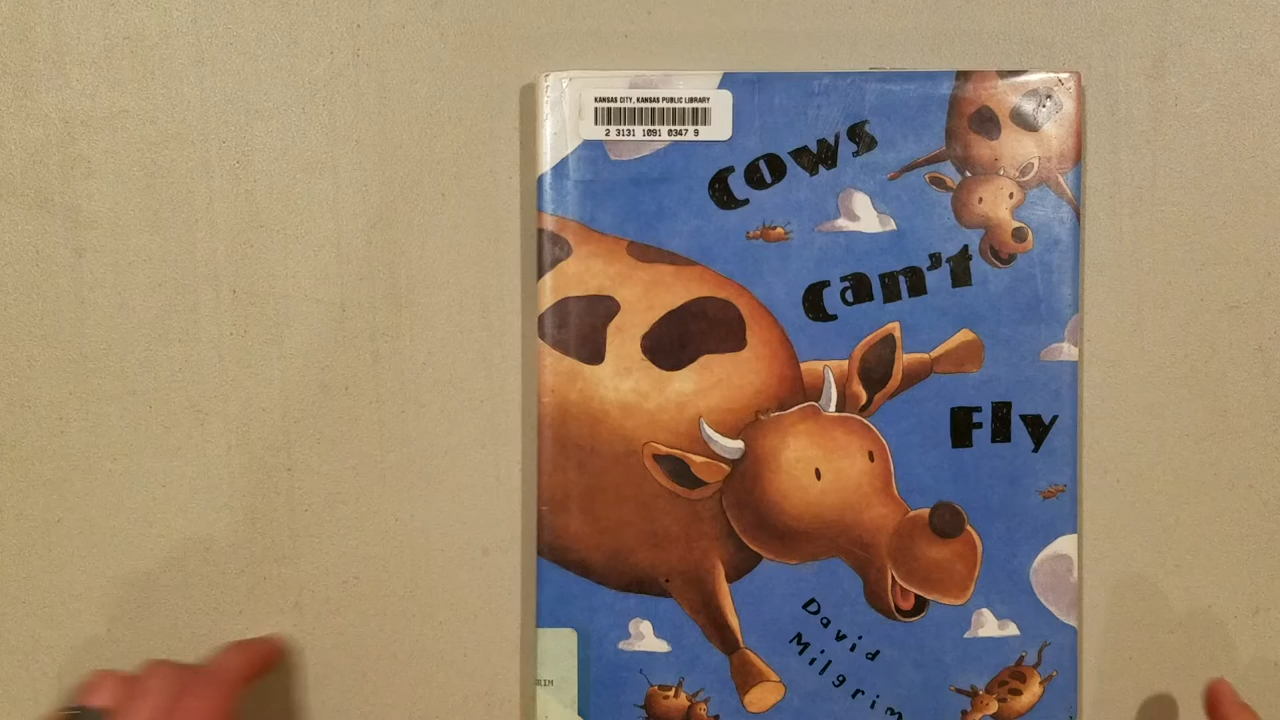 KANSAS CITY, KANSAS PUBLIC LIBRARY
2 3131 1091 0347 9
Cows
Can't
Fly
David
Milgrim